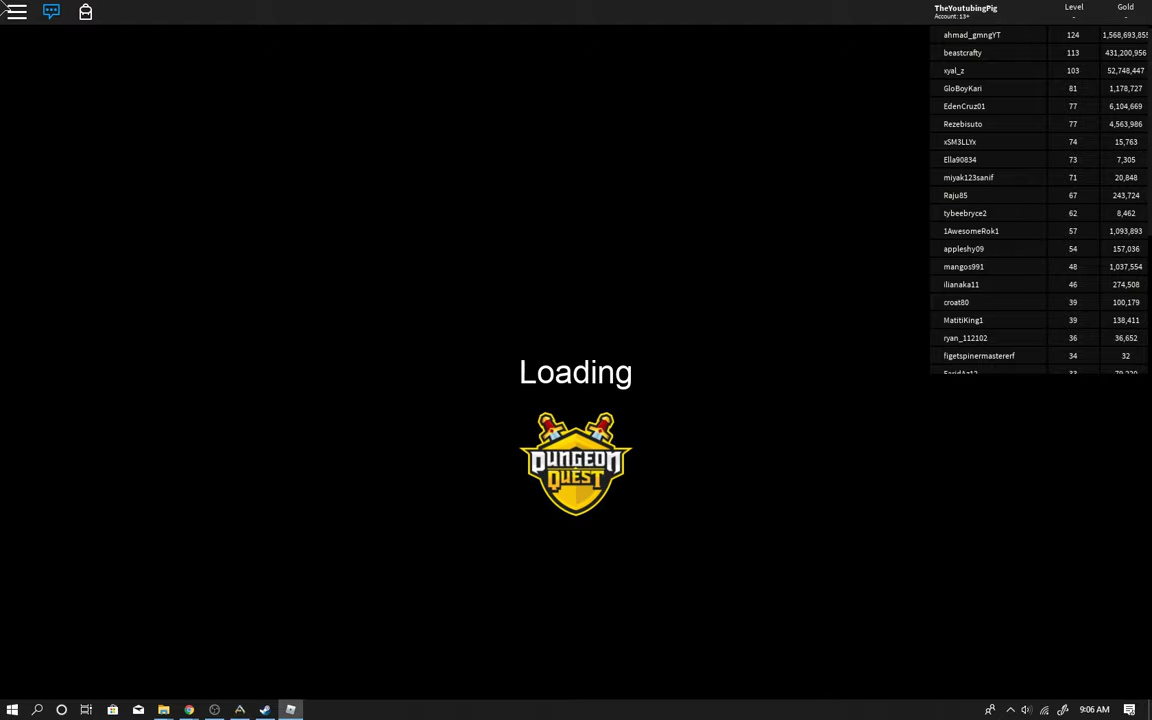 TheYoutubingPig Level Gold
Account: 13+ - -
ahmad_gmngYT 124 1,568,693,855
beastcrafty 113 431,200,956
xyal_z 103 52,748,447
GloBoyKari 81 1,178,727
EdenCruz01 77 6,104,669
Rezebisuto 77 4,563,986
xSM3LLYx 74 15,763
Ella90834 73 7,305
miyak123sanif 71 20,848
Raju85 67 243,724
tybeebryce2 62 8,462
1AwesomeRok1 57 1,093,893
appleshy09 54 157,036
mangos991 48 1,037,554
ilianaka11 46 274,508
croat80 39 100,179
MatitiKing1 39 138,411
ryan_112102 36 36,652
figetspinermastererf 34 32
Loading
DUNGEON
QUEST
9:06 AM